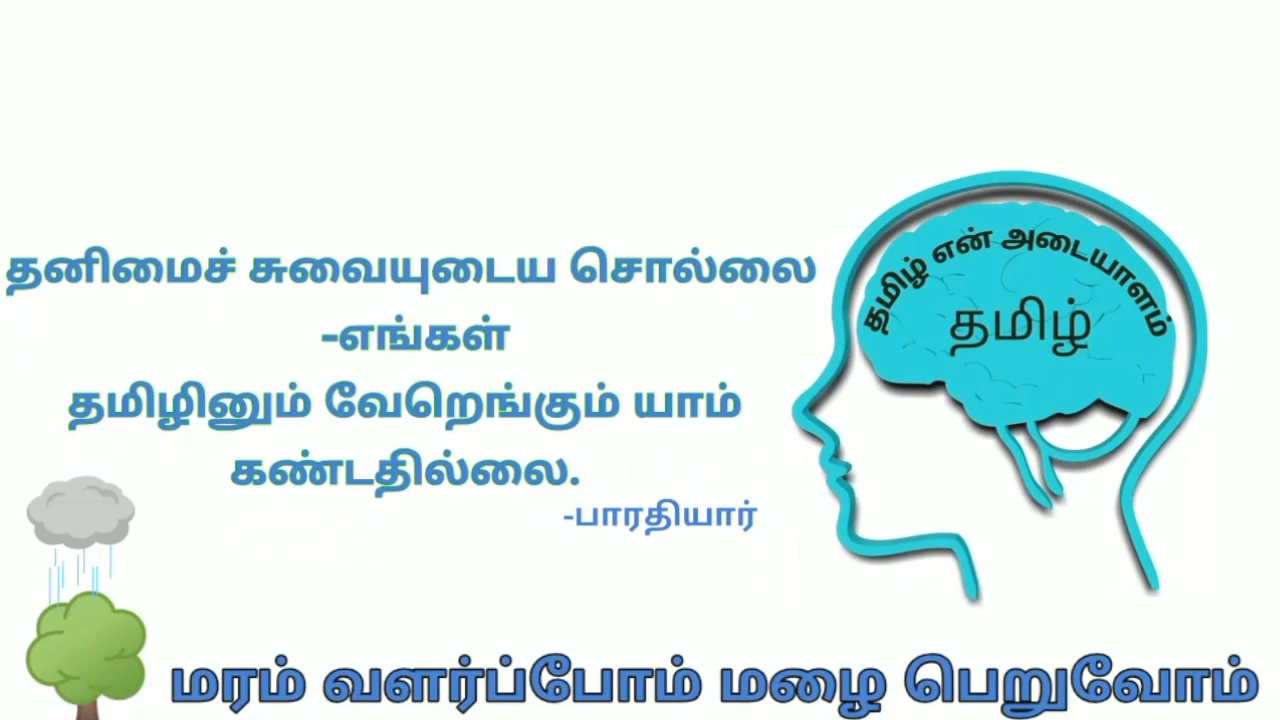 தனிமைச் சுவையுடைய சொல்லை
-எங்கள்
தமிழினும் வேறெங்கும் யாம்
கண்டதில்லை.
-பாரதியார்
தமிழ் என் அடையாளம்
தமிழ்
மரம் வளர்ப்போம் மழை பெறுவோம்